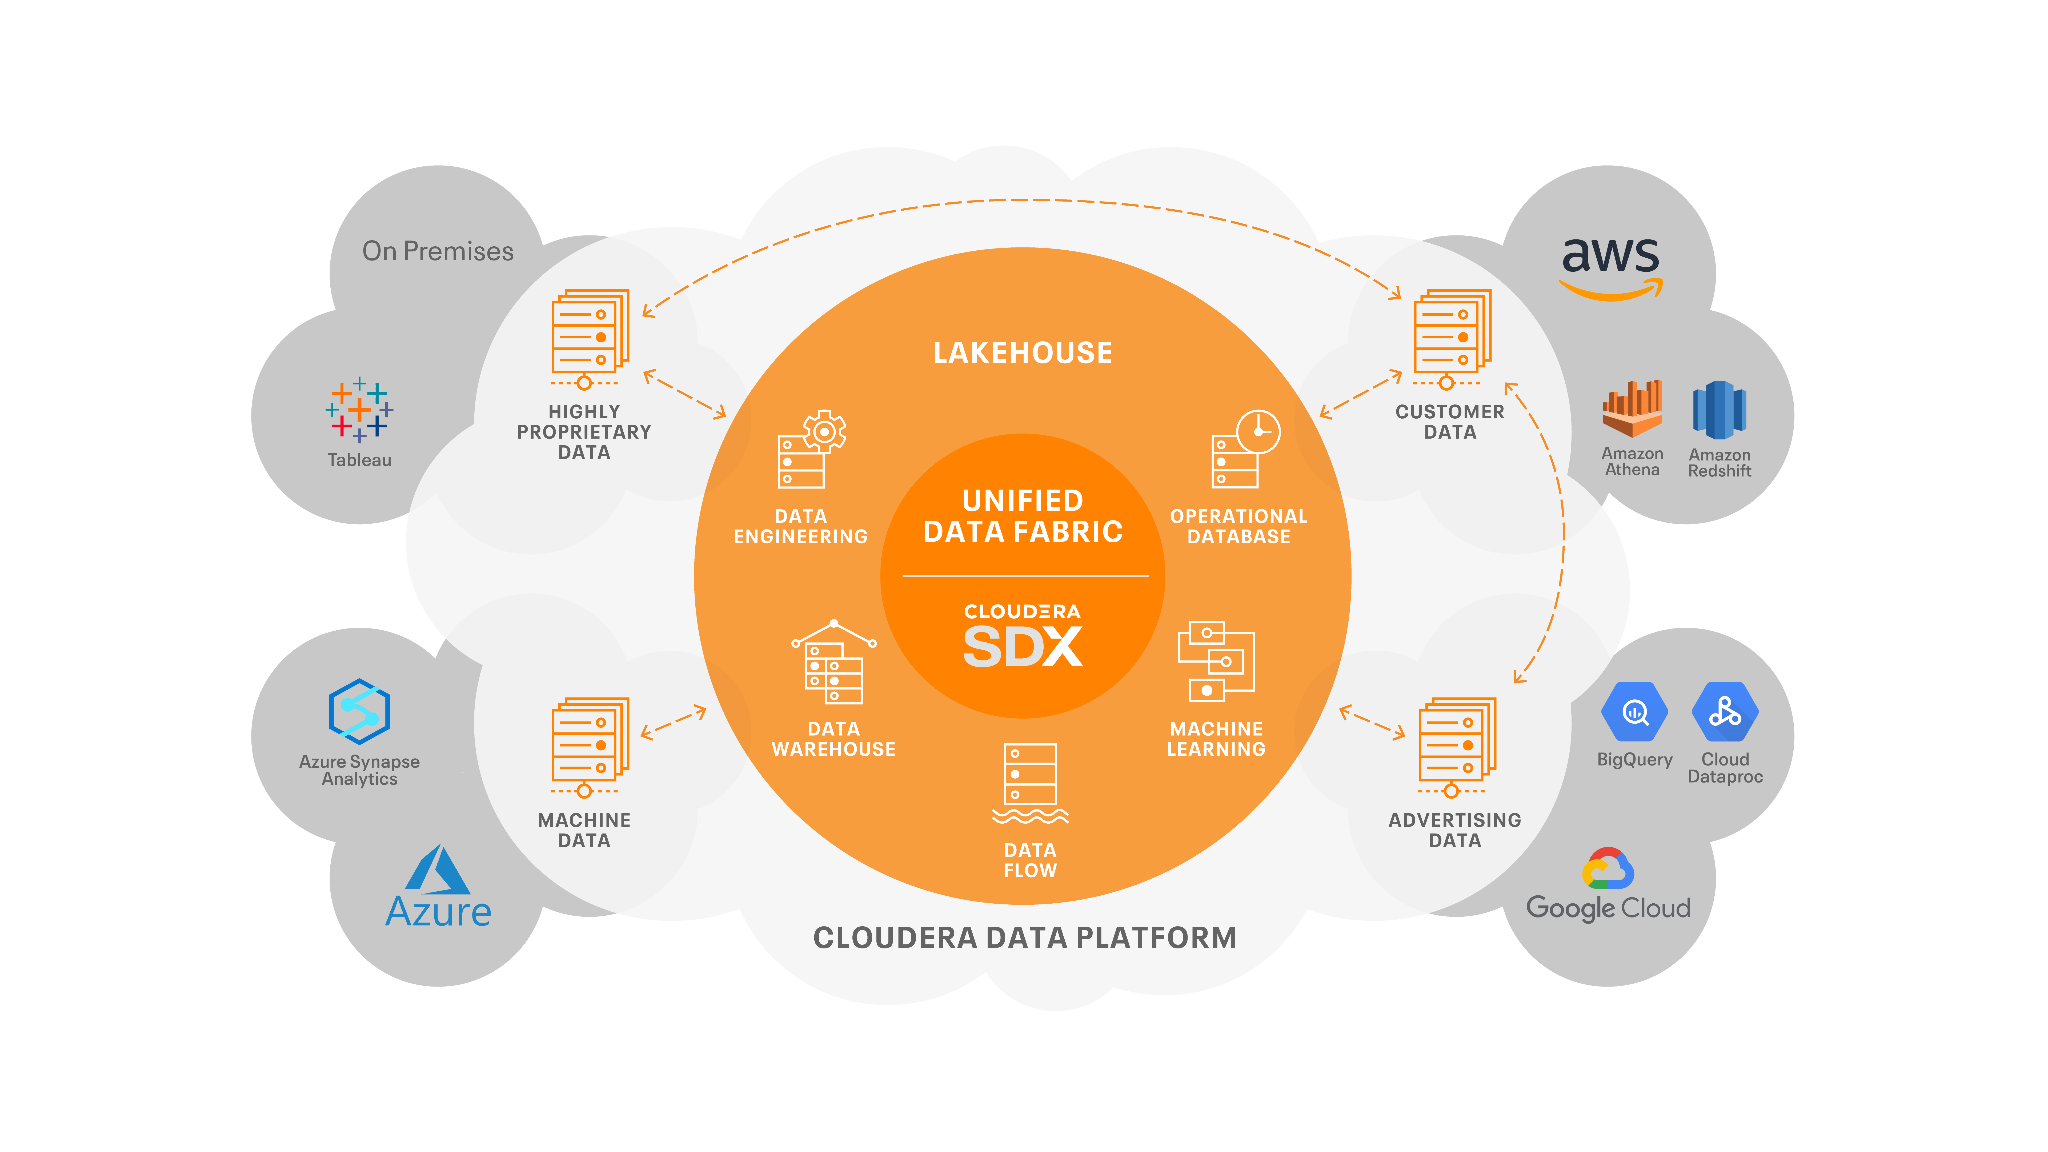 On Premises
Tableau
HIGHLY
PROPRIETARY
DATA
aws
Amazon
Athena
Amazon
Redshift
CUSTOMER
DATA
LAKEHOUSE
DATA
ENGINEERING
UNIFIED
DATA FABRIC
CLOUDERA
SDX
OPERATIONAL
DATABASE
DATA
WAREHOUSE
MACHINE
LEARNING
DATA
FLOW
Azure Synapse
Analytics
Azure
MACHINE
DATA
ADVERTISING
DATA
BigQuery
Cloud
Dataproc
Google Cloud
CLOUDERA DATA PLATFORM